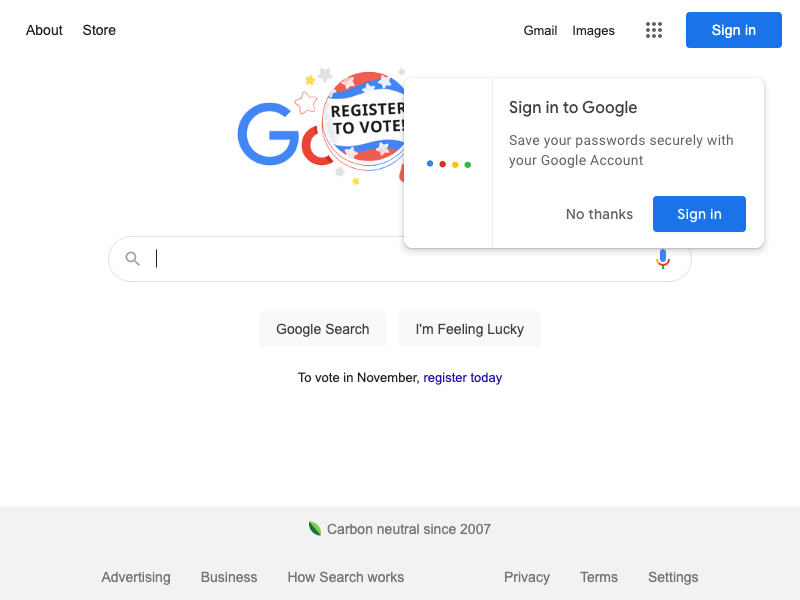 About Store Gmail Images Sign in
Go
REGISTER
TO VOTE!
Sign in to Google
Save your passwords securely with
your Google Account
No thanks Sign in
Google Search I'm Feeling Lucky
To vote in November, register today
Carbon neutral since 2007
Advertising Business How Search works Privacy Terms Settings